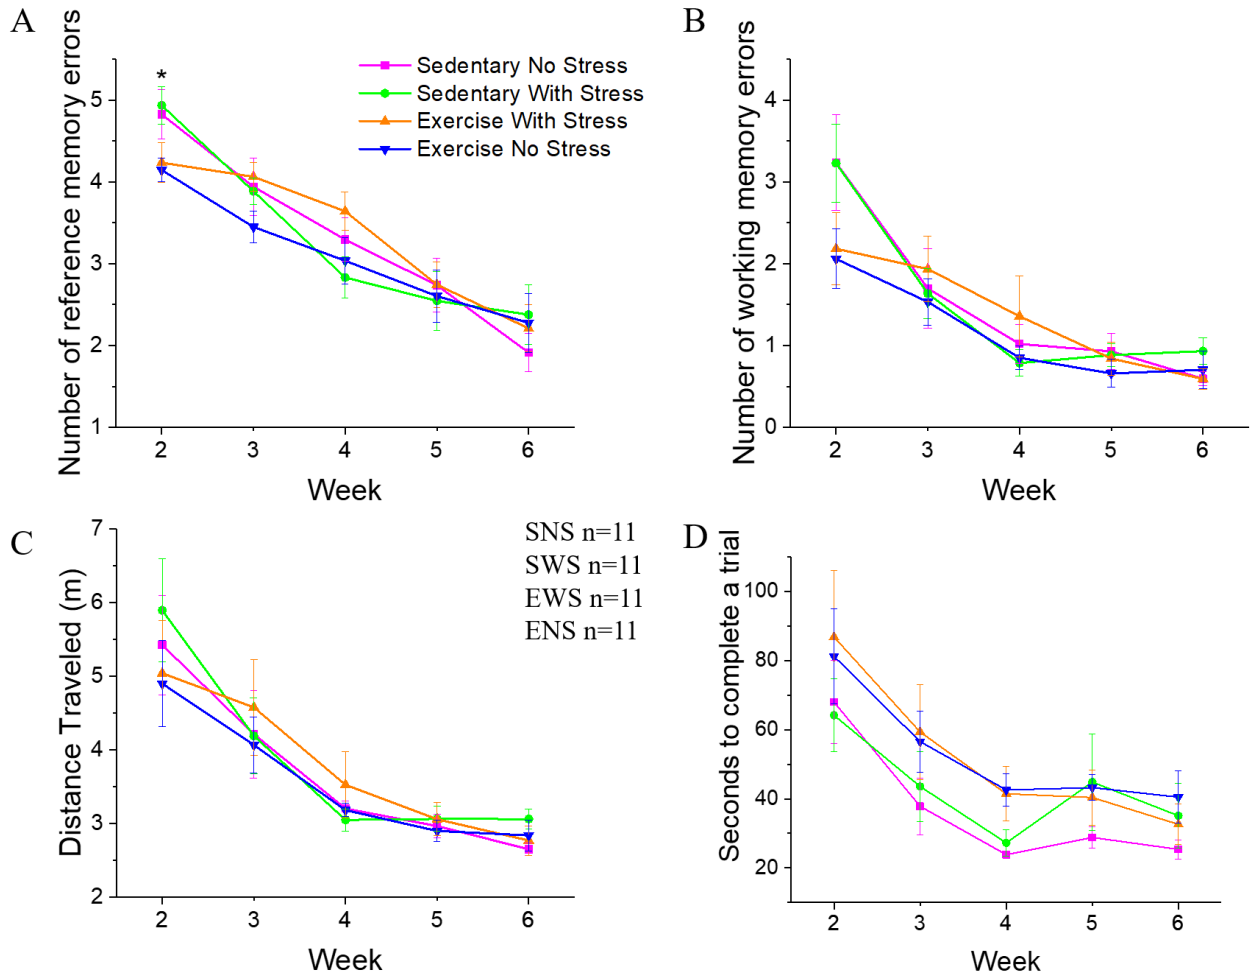 A
Number of reference memory errors
*
5
4
3
2
1
2 3 4 5 6
Week
Sedentary No Stress
Sedentary With Stress
Exercise With Stress
Exercise No Stress
B
Number of working memory errors
4
3
2
1
0
2 3 4 5 6
Week
C
Distance Traveled (m)
7
6
5
4
3
2
2 3 4 5 6
Week
SNS n=11
SWS n=11
EWS n=11
ENS n=11
D
Seconds to complete a trial
100
80
60
40
20
2 3 4 5 6
Week